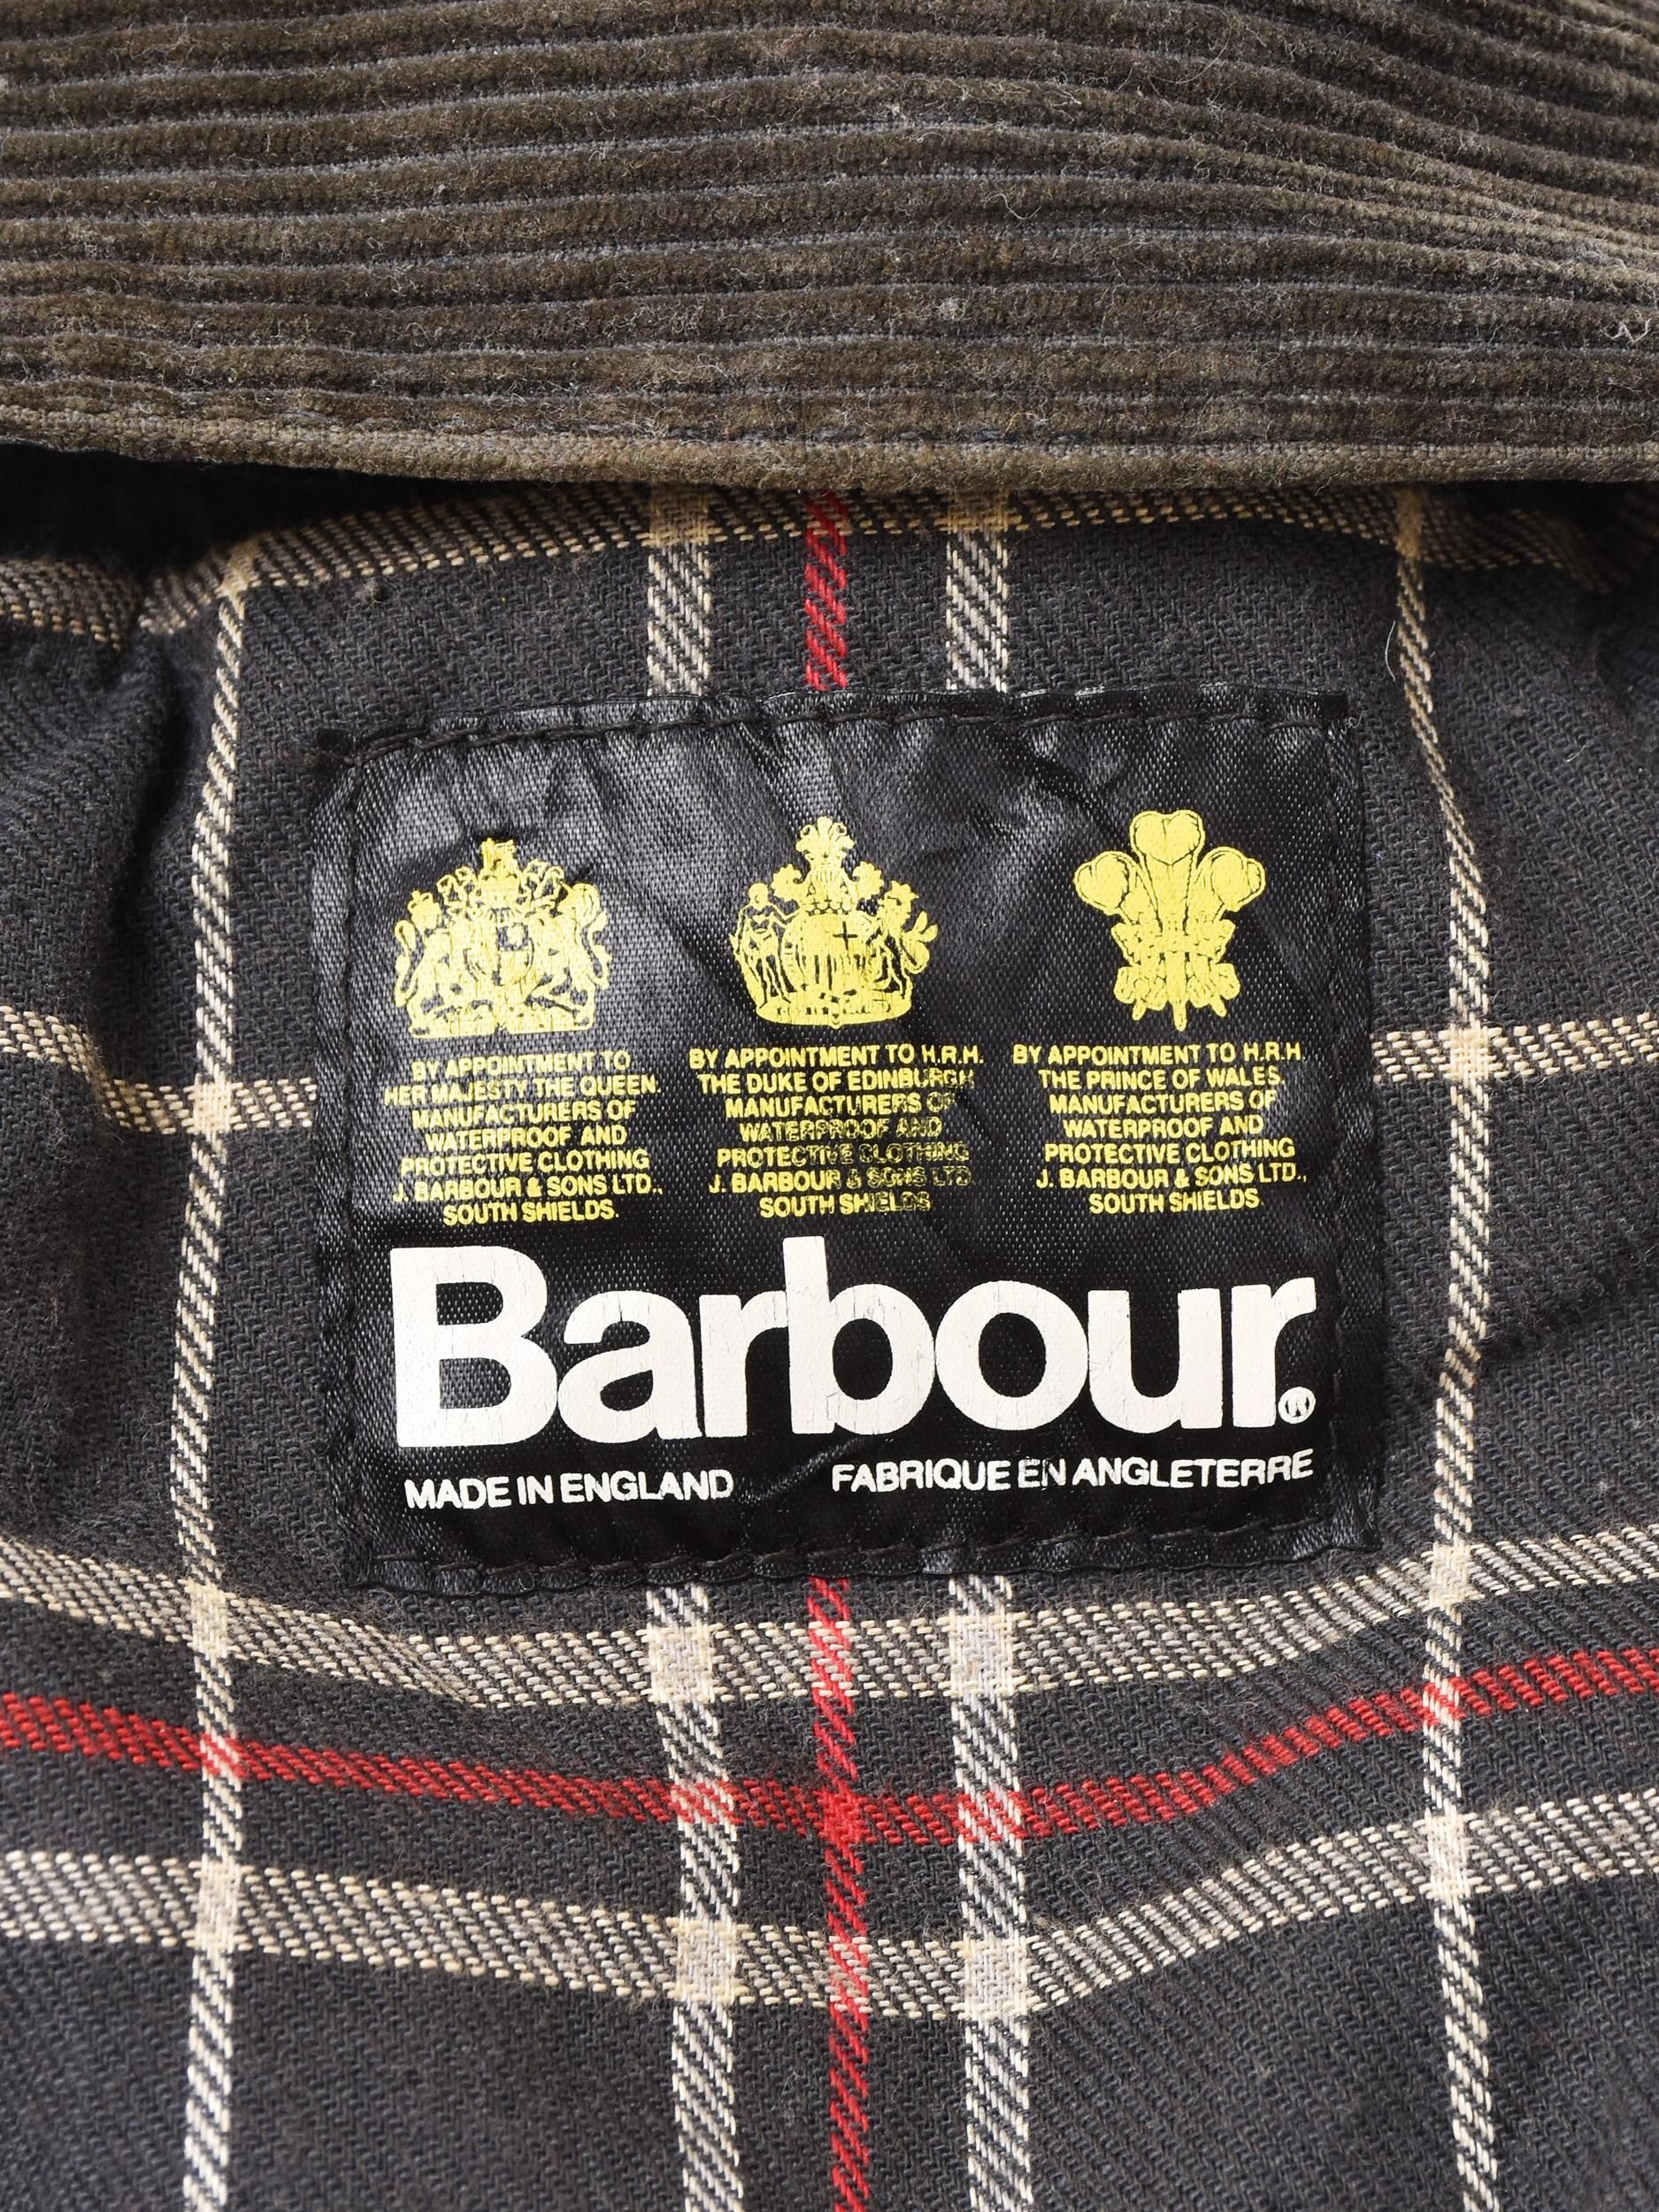 BY APPOINTMENT TO
HER MAJESTY THE QUEEN.
MANUFACTURERS OF
WATERPROOF AND
PROTECTIVE CLOTHING
J. BARBOUR & SONS LTD.,
SOUTH SHIELDS.
BY APPOINTMENT TO H.R.H.
THE DUKE OF EDINBURGH
MANUFACTURERS OF
WATERPROOF AND
PROTECTIVE CLOTHING
J. BARBOUR & SONS LTD
SOUTH SHIELDS
BY APPOINTMENT TO H.R.H.
THE PRINCE OF WALES
MANUFACTURERS OF
WATERPROOF AND
PROTECTIVE CLOTHING
J. BARBOUR & SONS LTD.,
SOUTH SHIELDS.
Barbour®
MADE IN ENGLAND FABRIQUE EN ANGLETERRE